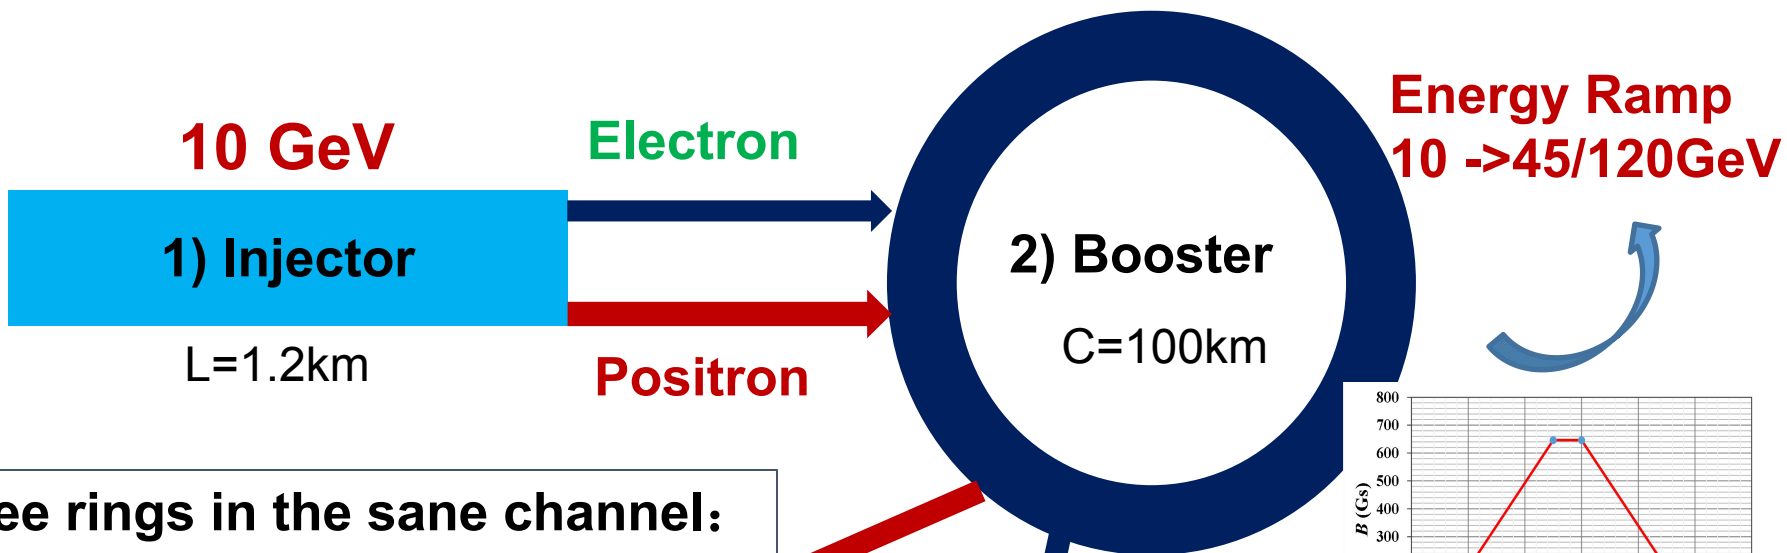 10 GeV
Electron
Energy Ramp
10 ->45/120GeV
1) Injector
2) Booster
L=1.2km
Positron
C=100km
ee rings in the sane channel：
800
700
600
500
400
300
B (Gs)